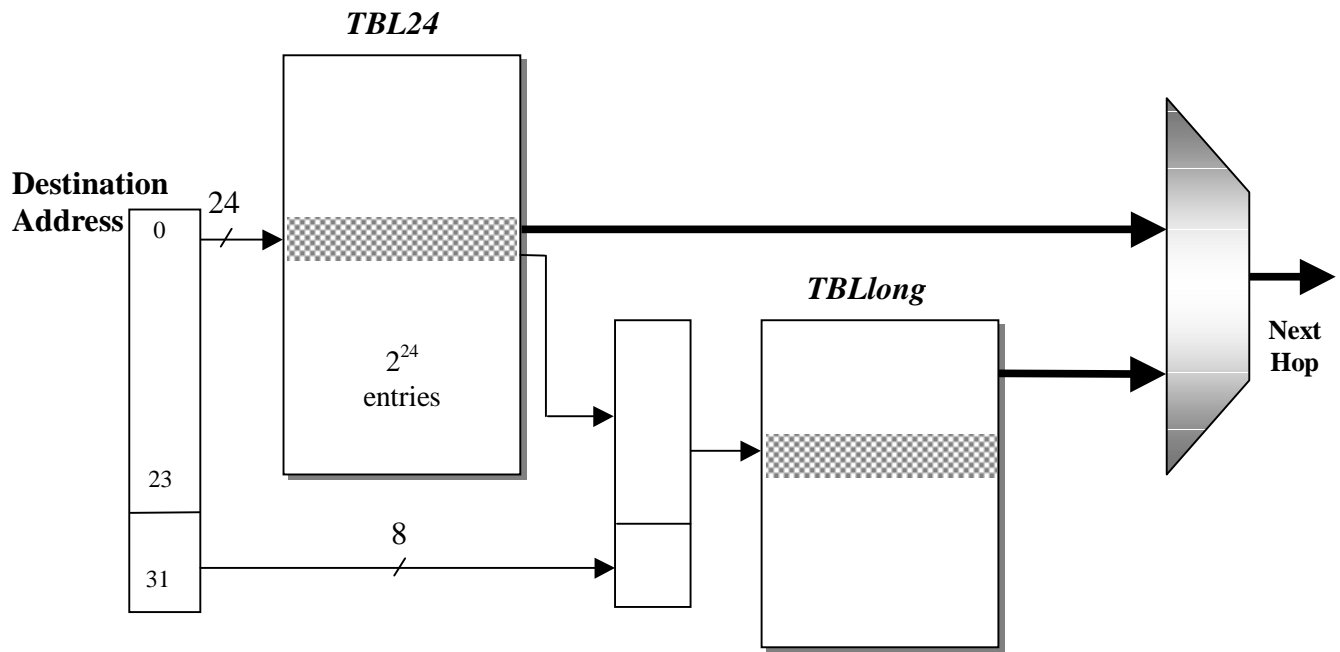 TBL24
Destination
Address
24
0
TBLlong
2^24
entries
Next
Hop
23
8
31